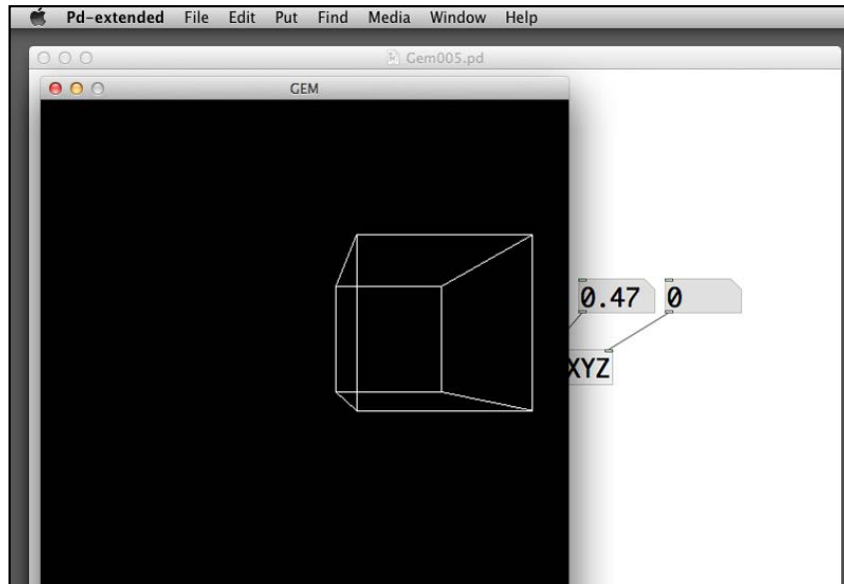 Pd-extended File Edit Put Find Media Window Help
Gem005.pd
GEM
0.47 0
XYZ